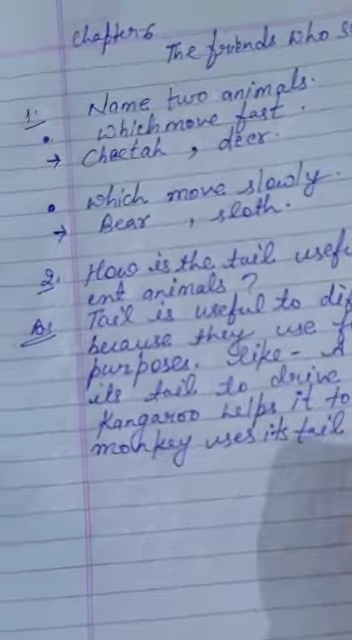 Chapter-6
The friends who
1. Name two animals.
• which move fast.
→ Cheetah, deer.
• which move slowly.
→ Bear, sloth.
2. How is the tail usef
ent animals?
A. Tail is useful to dif
because they use
purposes. like - A
its tail to drive
Kangaroo helps it to
monkey uses its tail